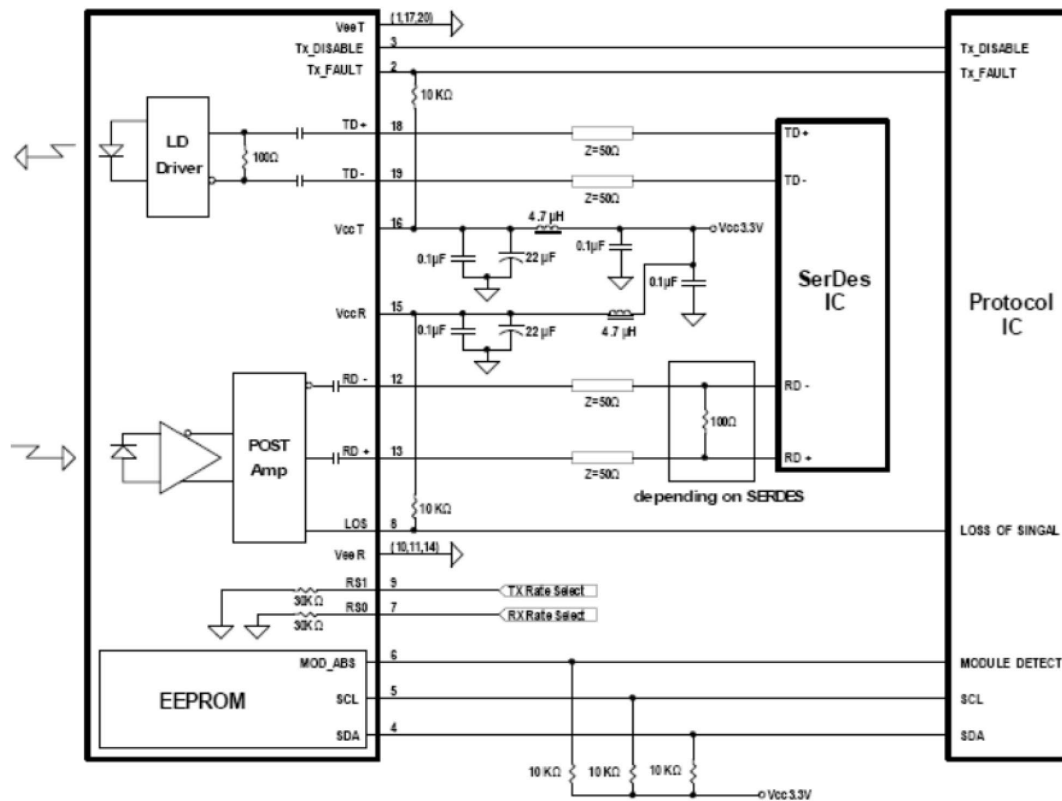 VeeT (1,17,20)
Tx_DISABLE 3 Tx_DISABLE
Tx_FAULT 2 Tx_FAULT
10 KΩ
LD
Driver
100Ω
TD+ 18 Z=50Ω TD+
TD- 19 Z=50Ω TD-
VccT 16 4.7 µH Vcc3.3V
0.1µF 22 µF 0.1µF 0.1µF
SerDes
IC
Protocol
IC
VccR 15
0.1µF 22 µF 4.7 µH
RD - 12 Z=50Ω RD -
100Ω
POST
Amp
RD + 13 Z=50Ω RD +
depending on SERDES
10 KΩ
LOS 8 LOSS OF SINGAL
VeeR (10,11,14)
RS1 9 TX Rate Select
30KΩ
RS0 7 RX Rate Select
30KΩ
EEPROM
MOD_ABS 6 MODULE DETECT
SCL 5 SCL
SDA 4 SDA
10 KΩ 10 KΩ 10 KΩ
Vcc3.3V